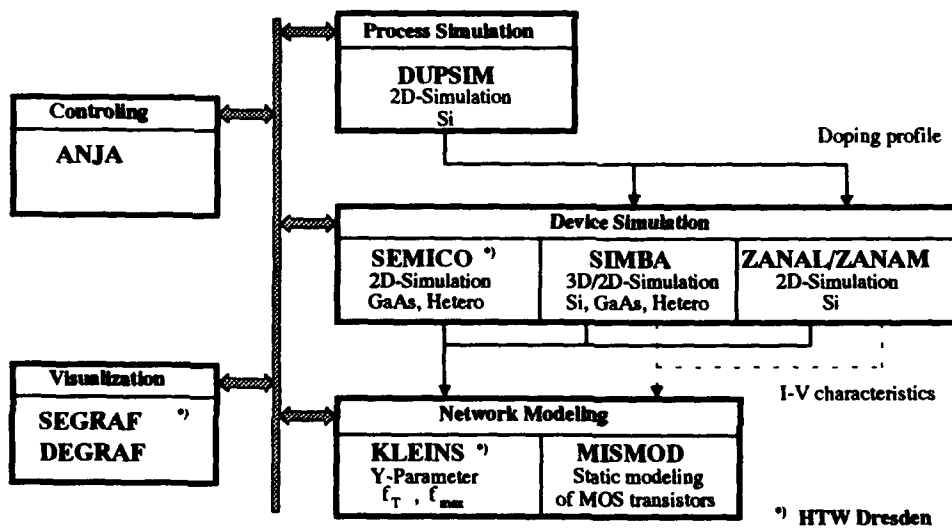 Process Simulation
DUPSIM
2D-Simulation
Si
Controling
ANJA
Doping profile
Device Simulation
SEMICO *)
2D-Simulation
GaAs, Hetero
SIMBA
3D/2D-Simulation
Si, GaAs, Hetero
ZANAL/ZANAM
2D-Simulation
Si
Visualization
SEGRAF *)
DEGRAF
I-V characteristics
Network Modeling
KLEINS *)
Y-Parameter
f_T , f_max
MISMOD
Static modeling
of MOS transistors
*) HTW Dresden